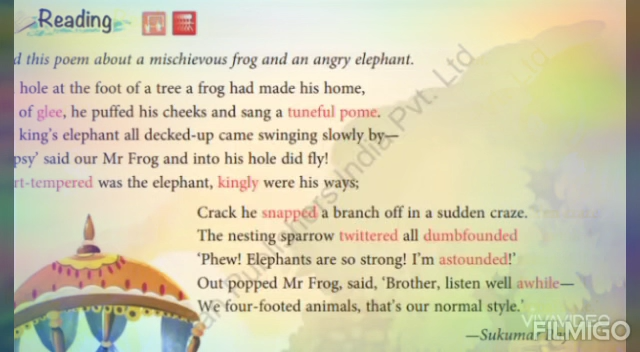 Reading
d this poem about a mischievous frog and an angry elephant.
hole at the foot of a tree a frog had made his home,
of glee, he puffed his cheeks and sang a tuneful pome.
king's elephant all decked-up came swinging slowly by—
psy' said our Mr Frog and into his hole did fly!
rt-tempered was the elephant, kingly were his ways;
Crack he snapped a branch off in a sudden craze.
The nesting sparrow twittered all dumbfounded
'Phew! Elephants are so strong! I'm astounded!'
Out popped Mr Frog, said, 'Brother, listen well awhile—
We four-footed animals, that's our normal style.'
—Sukumar
India Pvt. Ltd
VIVAVIDEO
FILMIGO